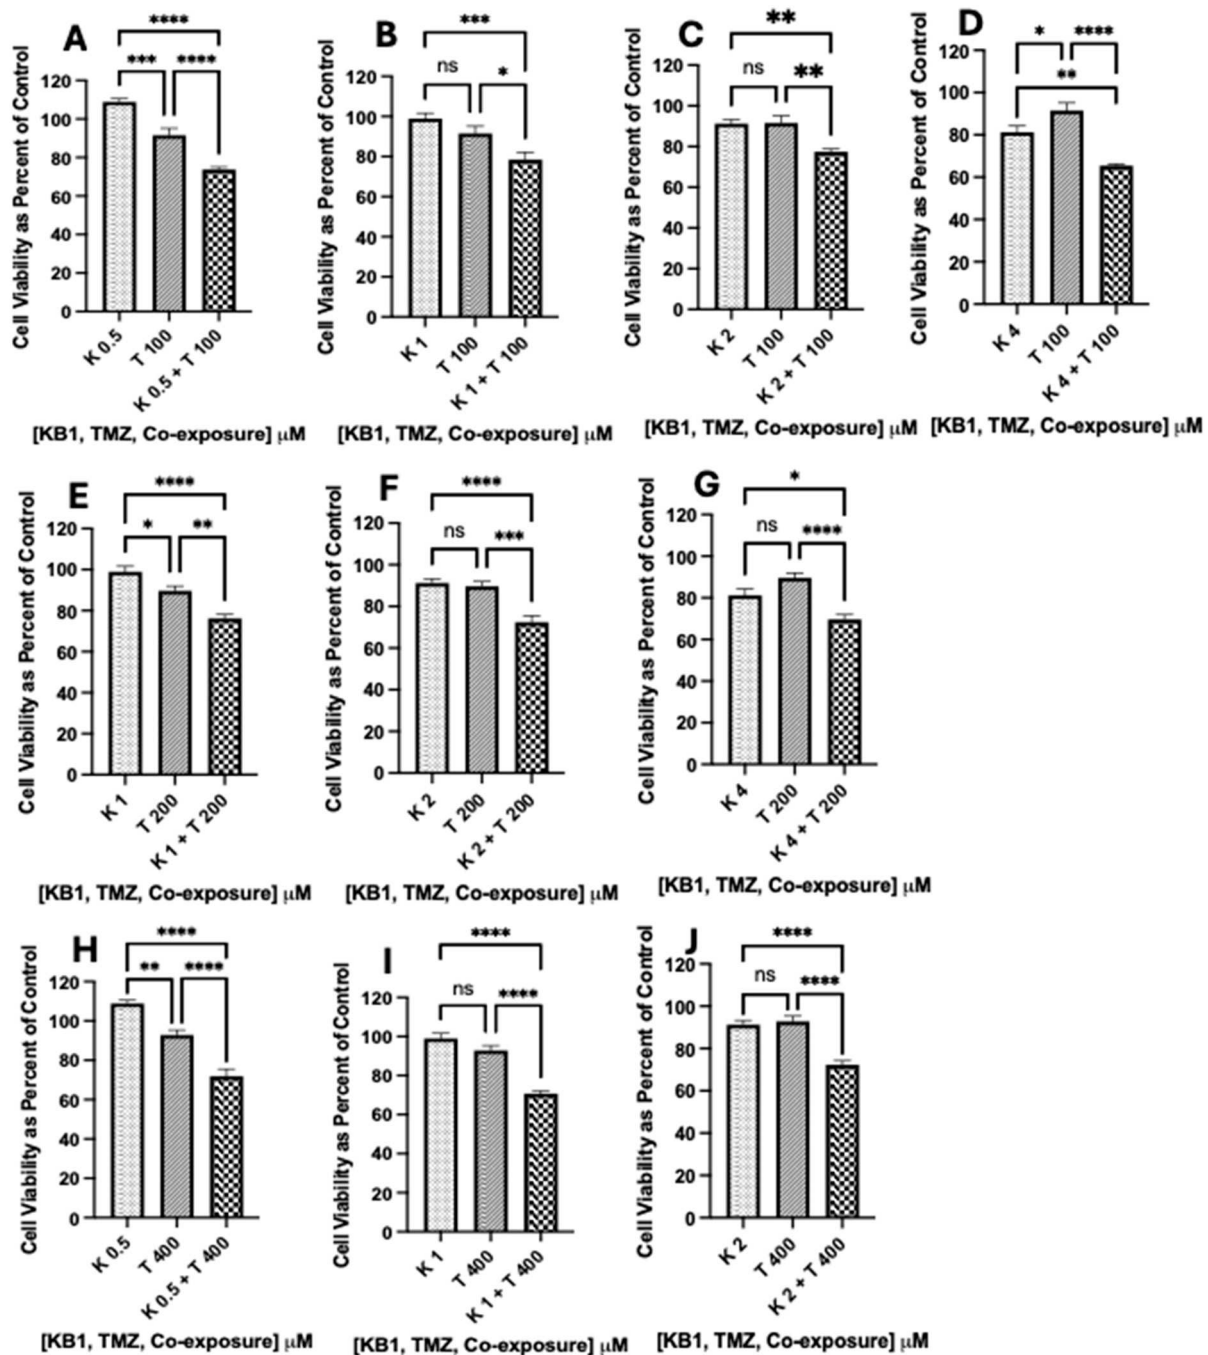 A
Cell Viability as Percent of Control
**** 
*** ****
120
100
80
60
40
20
0
K 0.5
T 100
K 0.5 + T 100
[KB1, TMZ, Co-exposure] μM
B
Cell Viability as Percent of Control
***
ns *
120
100
80
60
40
20
0
K 1
T 100
K 1 + T 100
[KB1, TMZ, Co-exposure] μM
C
Cell Viability as Percent of Control
**
ns **
120
100
80
60
40
20
0
K 2
T 100
K 2 + T 100
[KB1, TMZ, Co-exposure] μM
D
Cell Viability as Percent of Control
* ****
**
120
100
80
60
40
20
0
K 4
T 100
K 4 + T 100
[KB1, TMZ, Co-exposure] μM
E
Cell Viability as Percent of Control
****
* **
120
100
80
60
40
20
0
K 1
T 200
K 1 + T 200
[KB1, TMZ, Co-exposure] μM
F
Cell Viability as Percent of Control
****
ns ***
120
100
80
60
40
20
0
K 2
T 200
K 2 + T 200
[KB1, TMZ, Co-exposure] μM
G
Cell Viability as Percent of Control
*
ns ****
120
100
80
60
40
20
0
K 4
T 200
K 4 + T 200
[KB1, TMZ, Co-exposure] μM
H
Cell Viability as Percent of Control
****
** ****
120
100
80
60
40
20
0
K 0.5
T 400
K 0.5 + T 400
[KB1, TMZ, Co-exposure] μM
I
Cell Viability as Percent of Control
****
ns ****
120
100
80
60
40
20
0
K 1
T 400
K 1 + T 400
[KB1, TMZ, Co-exposure] μM
J
Cell Viability as Percent of Control
****
ns ****
120
100
80
60
40
20
0
K 2
T 400
K 2 + T 400
[KB1, TMZ, Co-exposure] μM